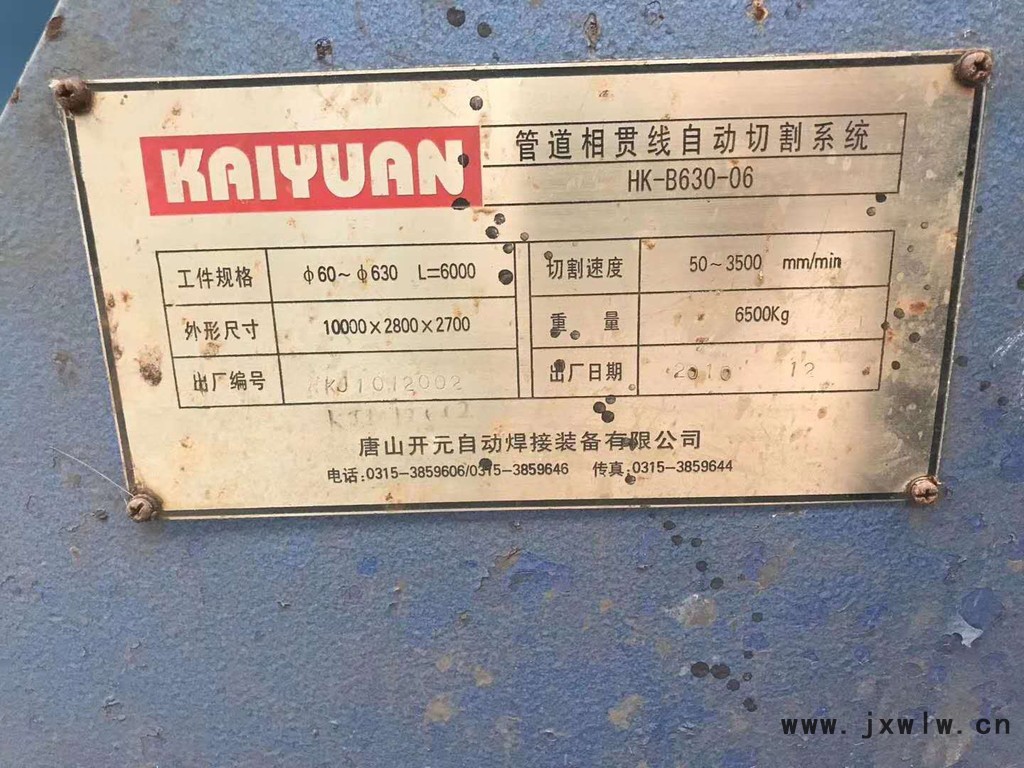 KAIYUAN
管道相贯线自动切割系统
HK-B630-06
工件规格 φ60～φ630 L=6000 切割速度 50～3500 mm/min
外形尺寸 10000×2800×2700 重量 6500Kg
出厂编号 出厂日期 12
唐山开元自动焊接装备有限公司
电话:0315-3859606/0315-3859646 传真:0315-3859644
www.jxwlw.cn